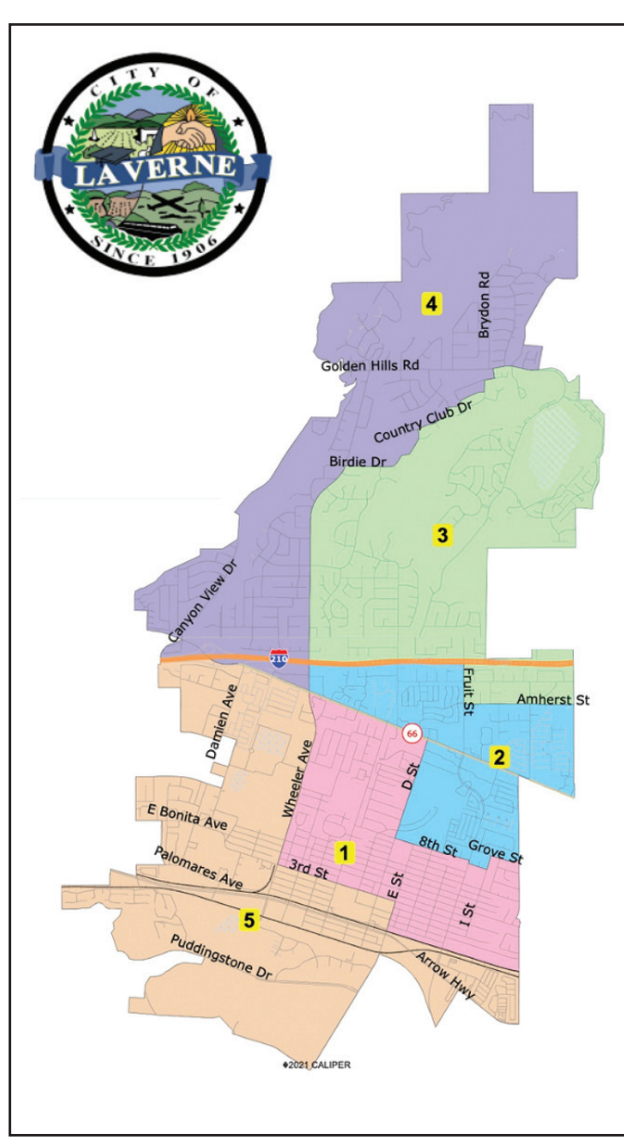 CITY OF
LAVERNE
SINCE 1906
4
Brydon Rd
Golden Hills Rd
Country Club Dr
Birdie Dr
3
Canyon View Dr
210
Fruit St
Amherst St
Damien Ave
66
2
Wheeler Ave
D St
E Bonita Ave
8th St
Grove St
1
Palomares Ave
3rd St
E St
I St
5
Puddingstone Dr
Arrow Hwy
©2021 CALIPER